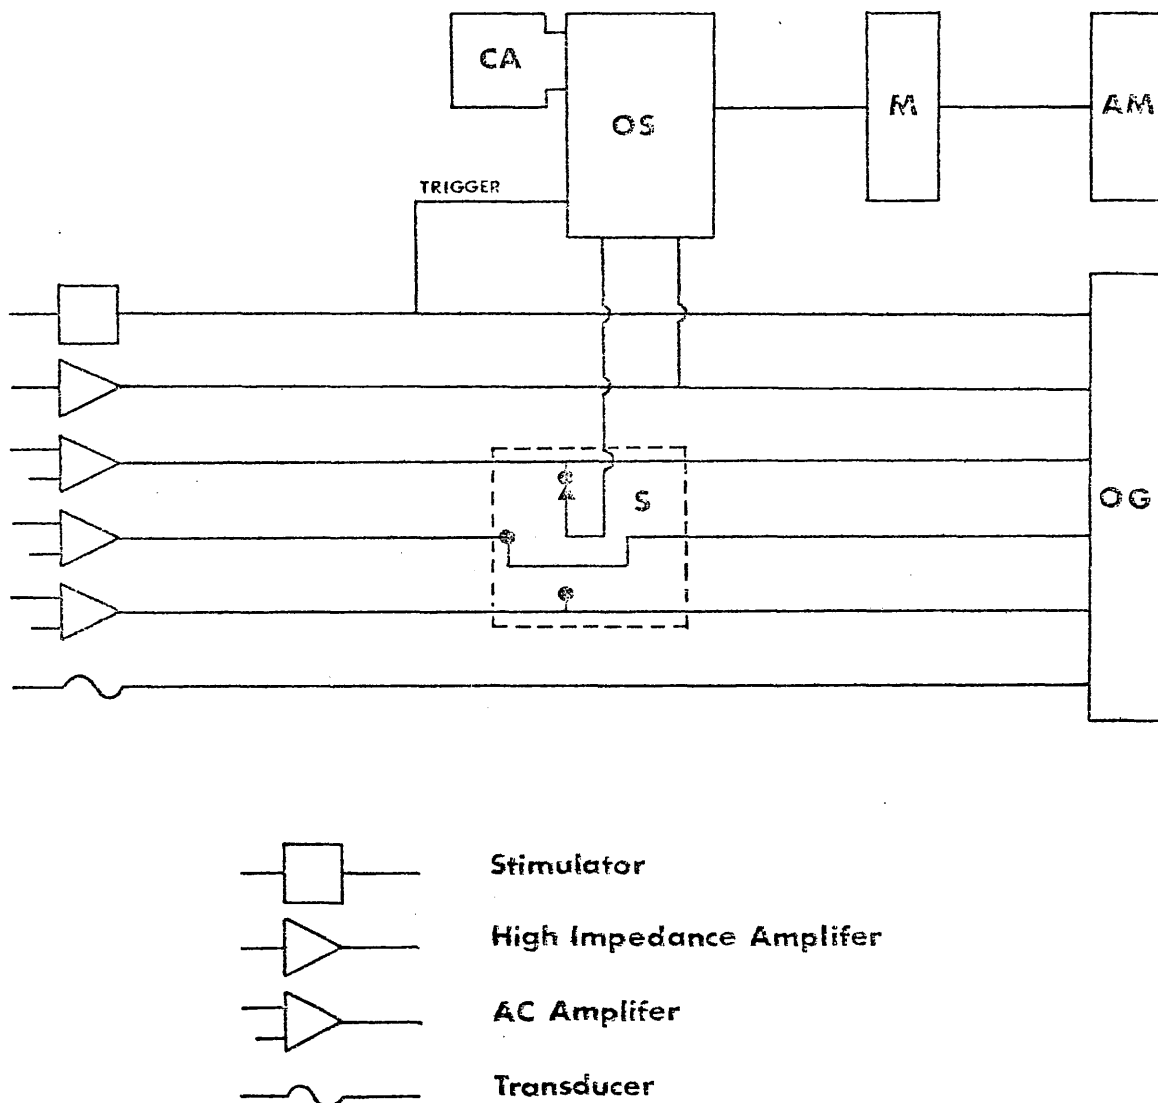 CA
OS
M
AM
TRIGGER
S
OG
Stimulator
High Impedance Amplifer
AC Amplifer
Transducer